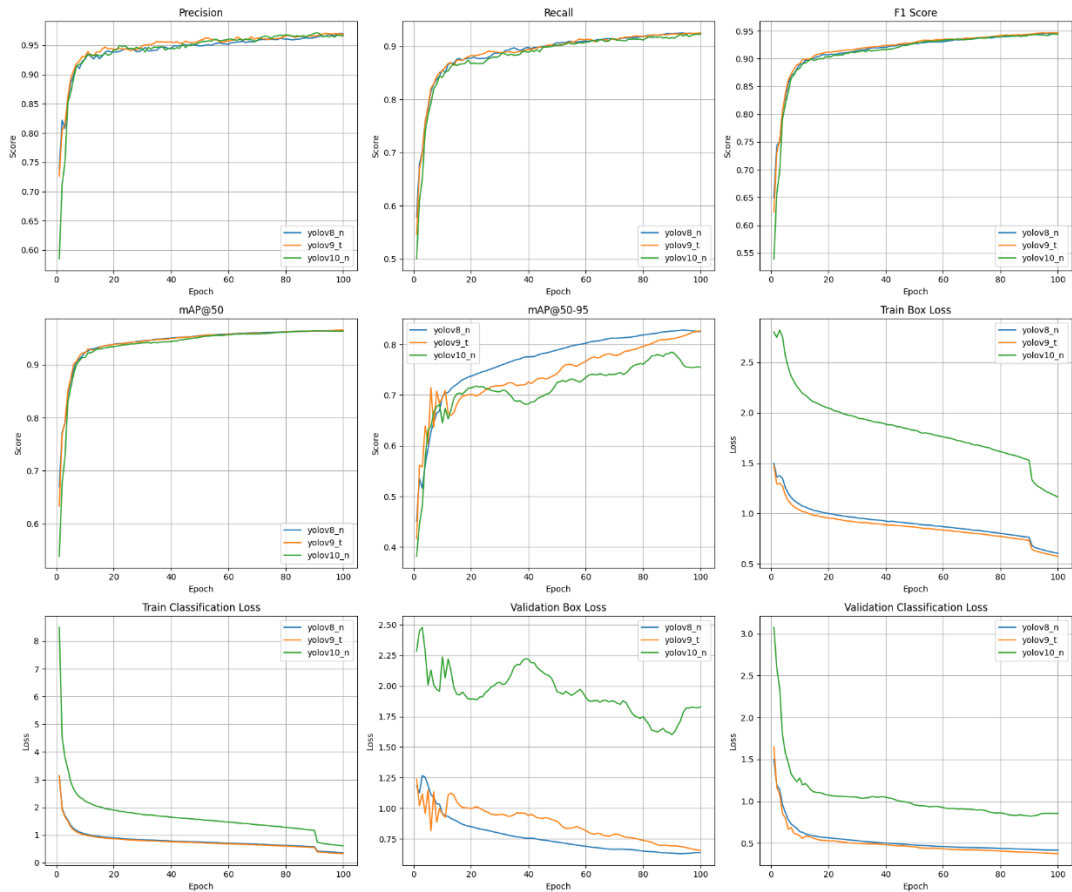 Precision
0.95
0.90
0.85
0.80
0.75
0.70
0.65
0.60
Score
0 20 40 60 80 100
Epoch
yolov8_n
yolov9_t
yolov10_n
Recall
0.9
0.8
0.7
0.6
0.5
Score
0 20 40 60 80 100
Epoch
yolov8_n
yolov9_t
yolov10_n
F1 Score
0.95
0.90
0.85
0.80
0.75
0.70
0.65
0.60
0.55
Score
0 20 40 60 80 100
Epoch
yolov8_n
yolov9_t
yolov10_n
mAP@50
0.9
0.8
0.7
0.6
Score
0 20 40 60 80 100
Epoch
yolov8_n
yolov9_t
yolov10_n
mAP@50-95
yolov8_n
yolov9_t
yolov10_n
0.8
0.7
0.6
0.5
0.4
Score
0 20 40 60 80 100
Epoch
Train Box Loss
yolov8_n
yolov9_t
yolov10_n
2.5
2.0
1.5
1.0
0.5
Loss
0 20 40 60 80 100
Epoch
Train Classification Loss
yolov8_n
yolov9_t
yolov10_n
8
7
6
5
4
3
2
1
0
Loss
0 20 40 60 80 100
Epoch
Validation Box Loss
yolov8_n
yolov9_t
yolov10_n
2.50
2.25
2.00
1.75
1.50
1.25
1.00
0.75
Loss
0 20 40 60 80 100
Epoch
Validation Classification Loss
yolov8_n
yolov9_t
yolov10_n
3.0
2.5
2.0
1.5
1.0
0.5
Loss
0 20 40 60 80 100
Epoch